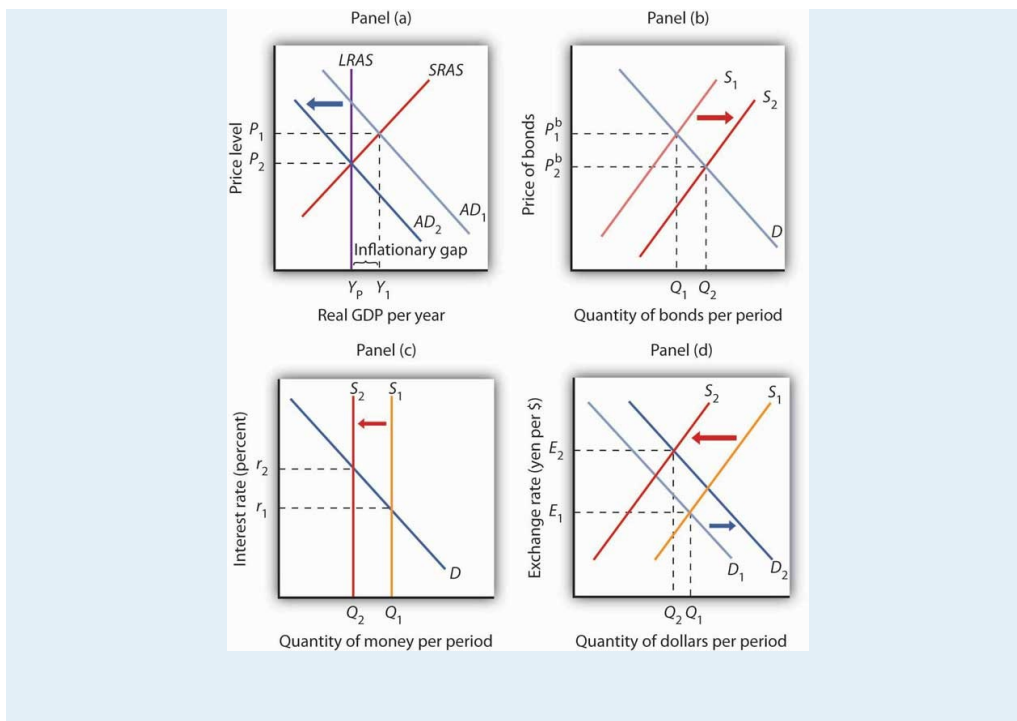 Panel (a)
Price level
LRAS
SRAS
P1
P2
AD2
AD1
Inflationary gap
YP Y1
Real GDP per year
Panel (b)
Price of bonds
S1
S2
P1b
P2b
D
Q1 Q2
Quantity of bonds per period
Panel (c)
Interest rate (percent)
S2 S1
r2
r1
D
Q2 Q1
Quantity of money per period
Panel (d)
Exchange rate (yen per $)
S2 S1
E2
E1
D1 D2
Q2 Q1
Quantity of dollars per period